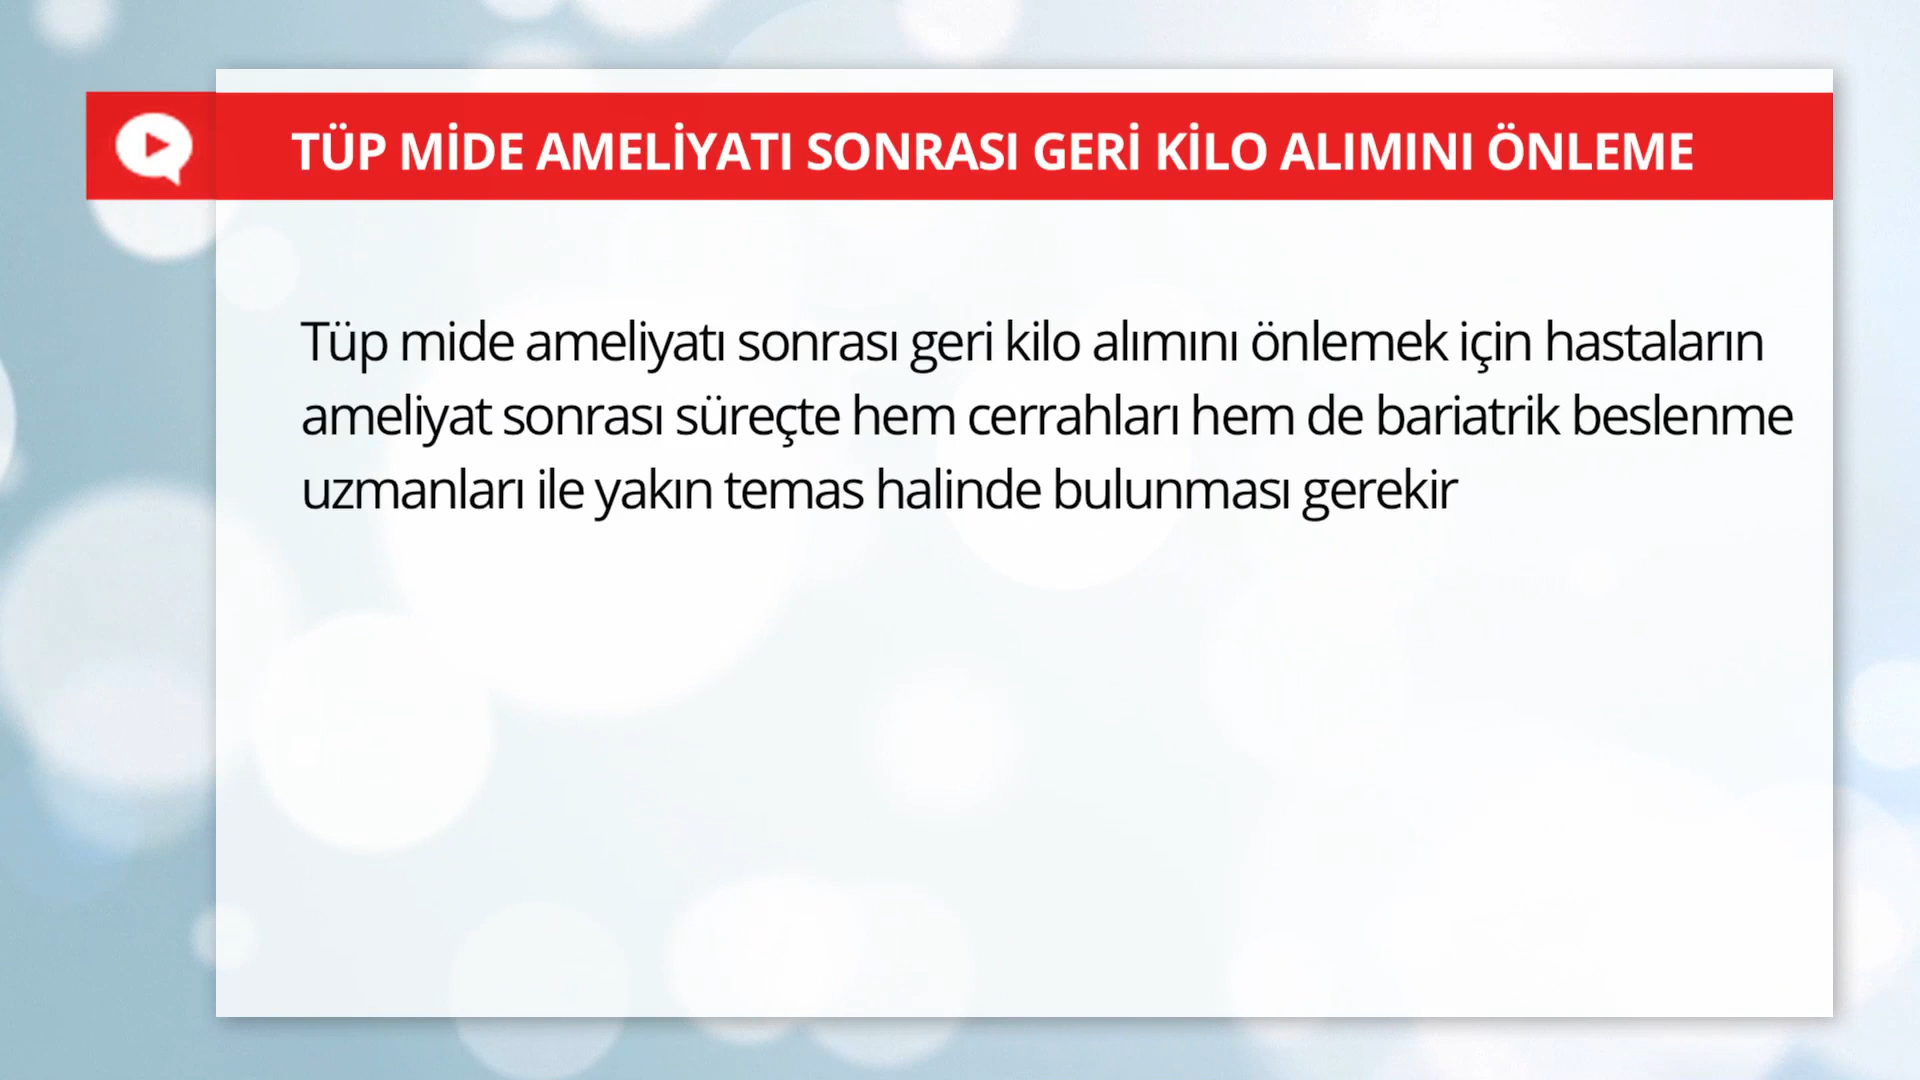 TÜP MİDE AMELİYATI SONRASI GERİ KİLO ALIMINI ÖNLEME
Tüp mide ameliyatı sonrası geri kilo alımını önlemek için hastaların
ameliyat sonrası süreçte hem cerrahları hem de bariatrik beslenme
uzmanları ile yakın temas halinde bulunması gerekir